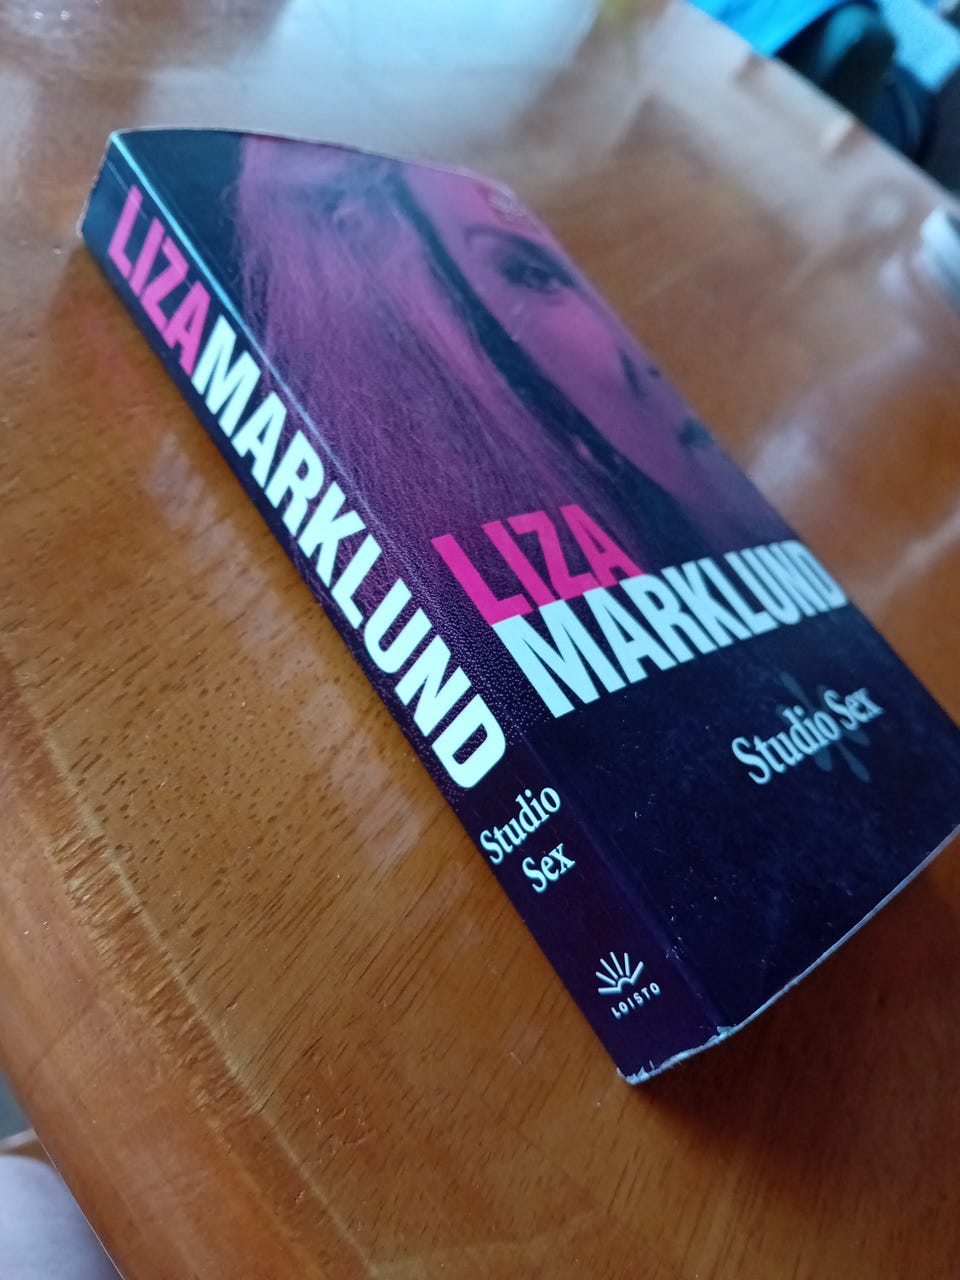 LIZA MARKLUND
Studio
Sex
LOISTO
LIZA
MARKLUND
Studio Sex